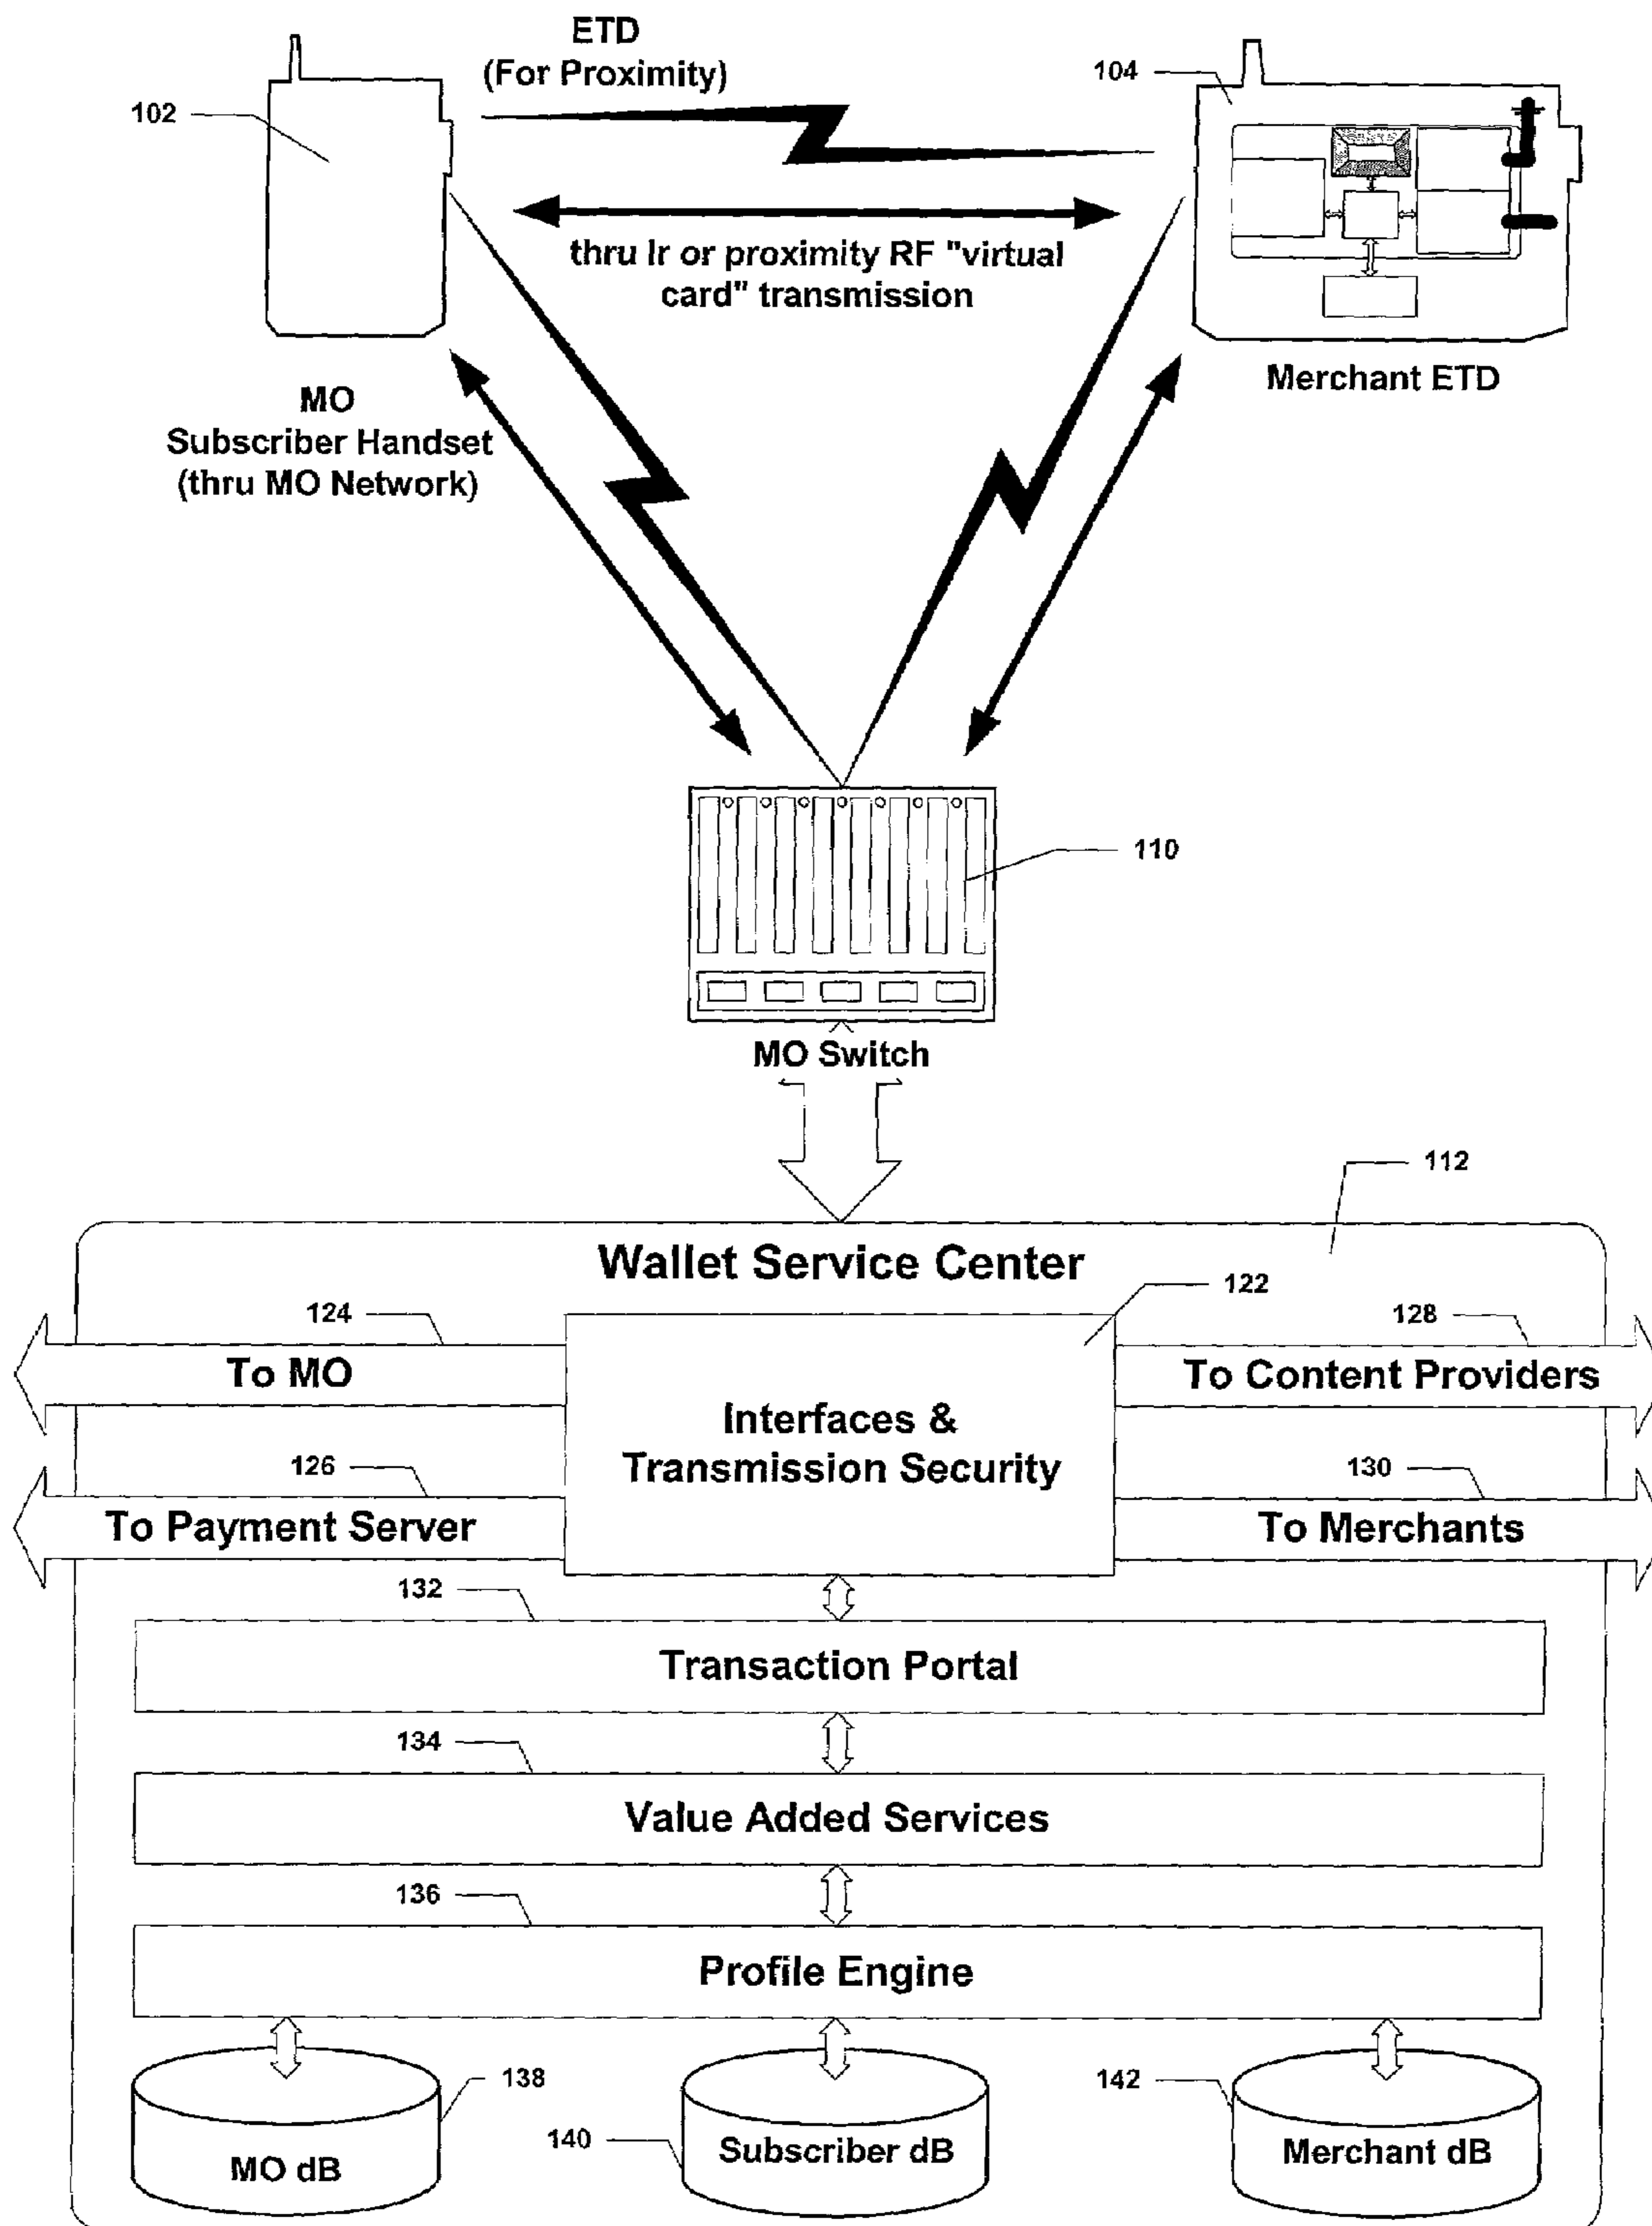 ETD
(For Proximity)
104
102
thru Ir or proximity RF "virtual
card" transmission
Merchant ETD
MO
Subscriber Handset
(thru MO Network)
110
MO Switch
112
Wallet Service Center
122
124
128
To MO
To Content Providers
Interfaces &
Transmission Security
126
130
To Payment Server
To Merchants
132
Transaction Portal
134
Value Added Services
136
Profile Engine
138
142
140
MO dB
Subscriber dB
Merchant dB